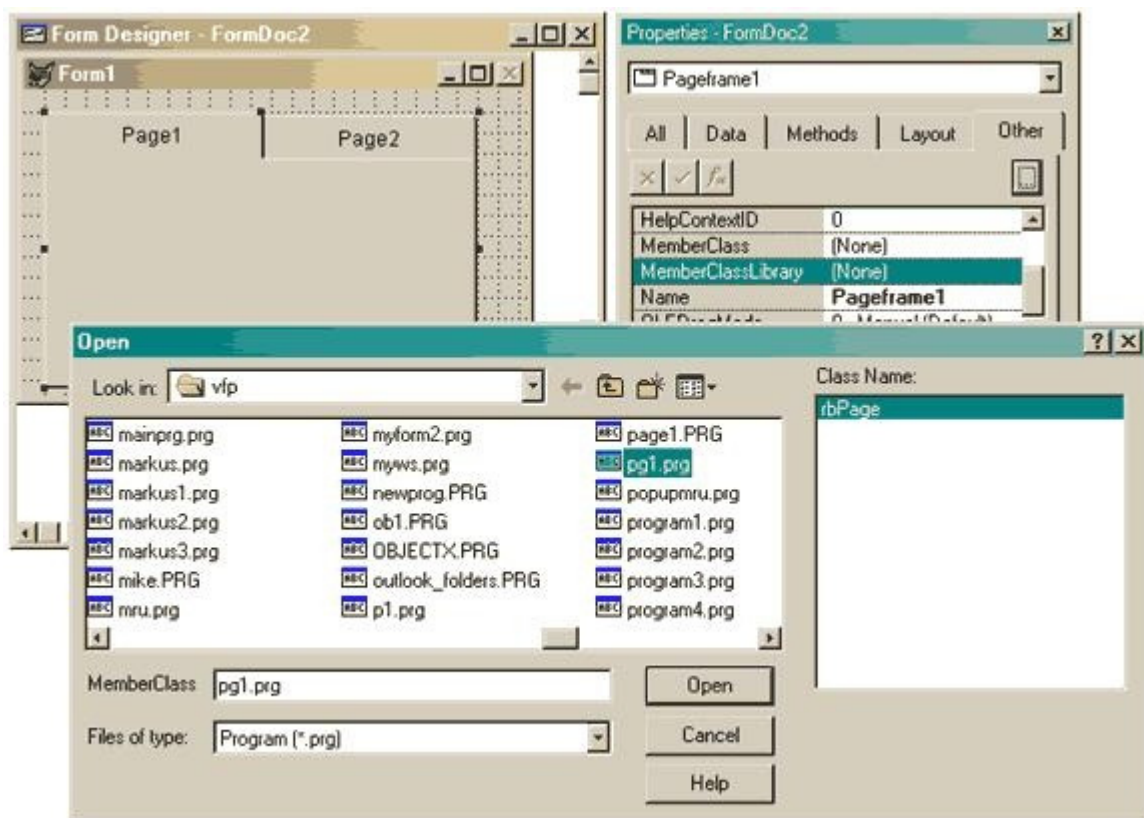 Form Designer - FormDoc2
Form1
Page1
Page2
Properties - FormDoc2
Pageframe1
All Data Methods Layout Other
HelpContextID 0
MemberClass (None)
MemberClassLibrary (None)
Name Pageframe1
Open
Look in: vfp
mainprg.prg
markus.prg
markus1.prg
markus2.prg
markus3.prg
mike.PRG
mru.prg
myform2.prg
myws.prg
newprog.PRG
ob1.PRG
OBJECTX.PRG
outlook_folders.PRG
p1.prg
page1.PRG
pg1.prg
popupmru.prg
program1.prg
program2.prg
program3.prg
program4.prg
MemberClass pg1.prg
Files of type: Program (*.prg)
Open
Cancel
Help
Class Name:
rbPage